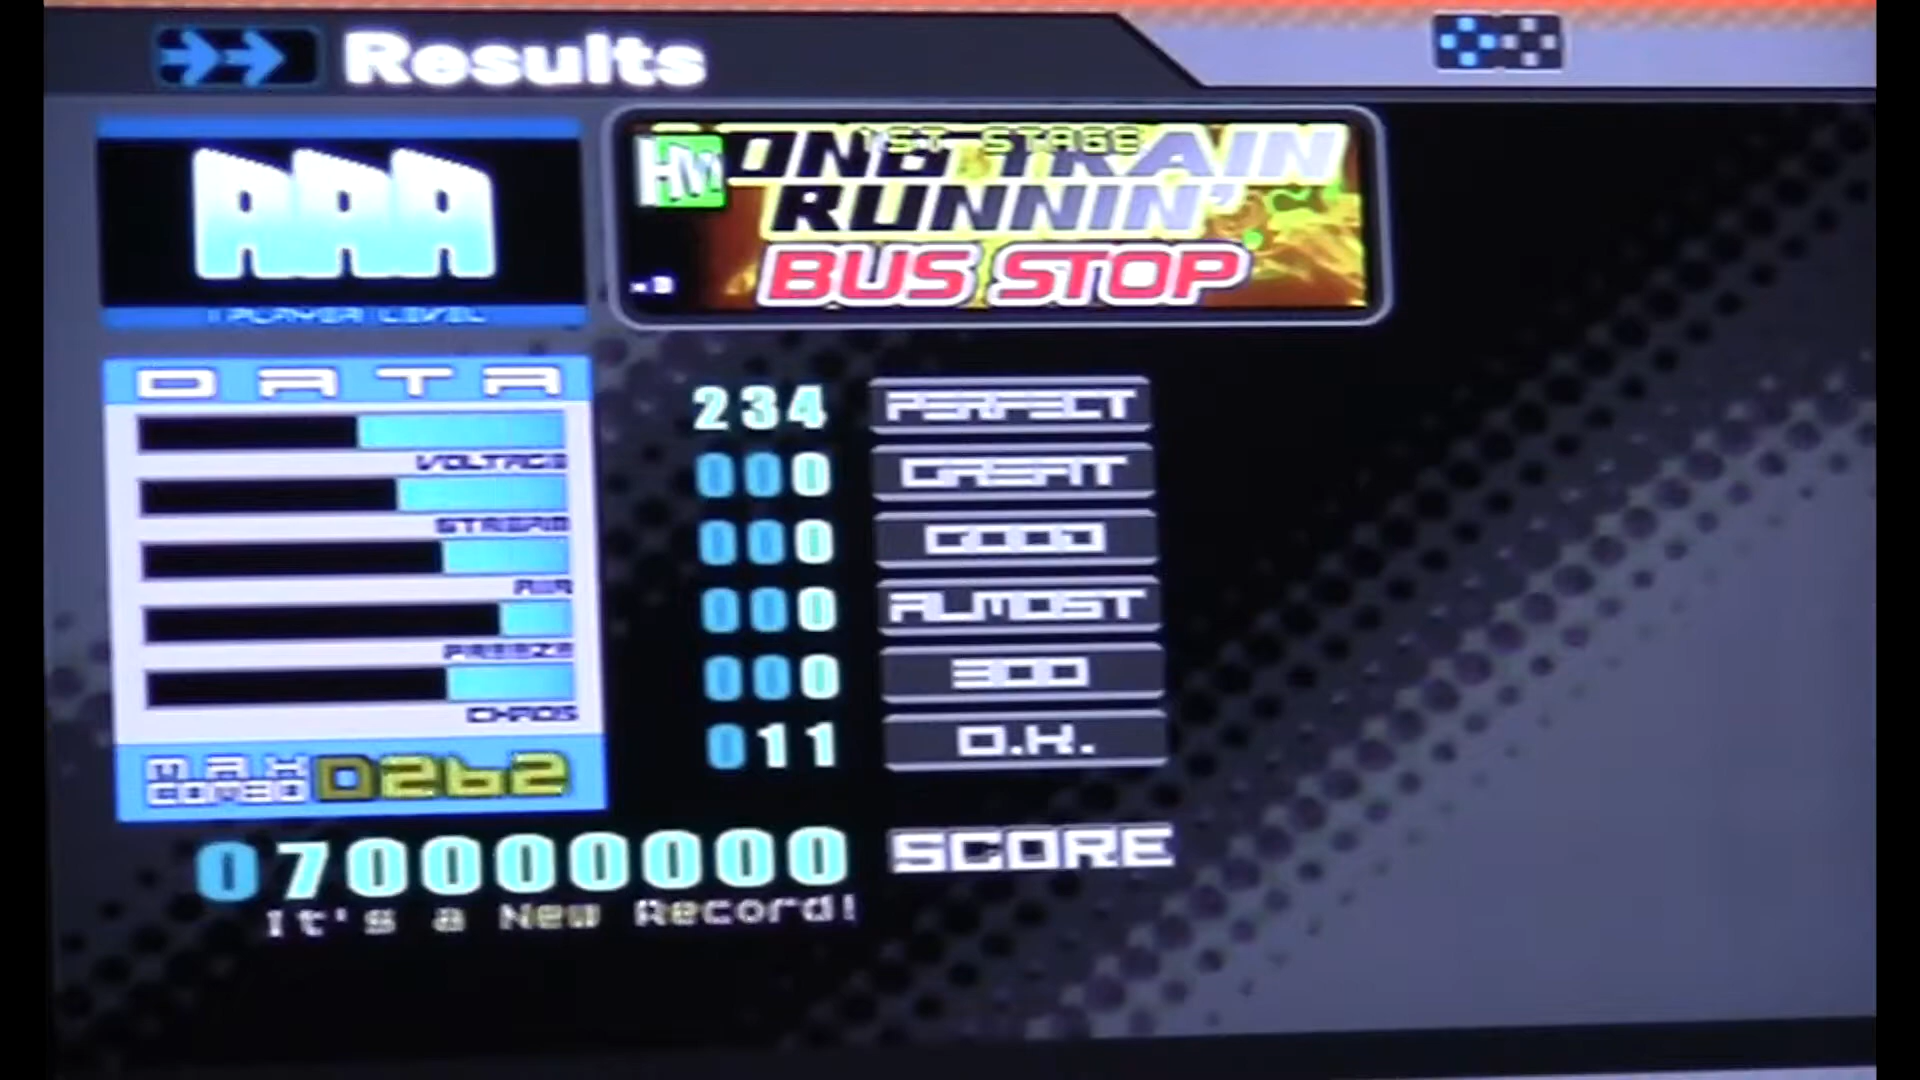 Results
AAA
1 PLAYER LEVEL
1ST STAGE
LONG TRAIN
RUNNIN'
BUS STOP
DATA
VOLTAGE
STREAM
AIR
FREEZE
CHAOS
MAX COMBO 0262
234 PERFECT
000 GREAT
000 GOOD
000 ALMOST
000 BOO
011 O.K.
070000000 SCORE
It's a New Record!